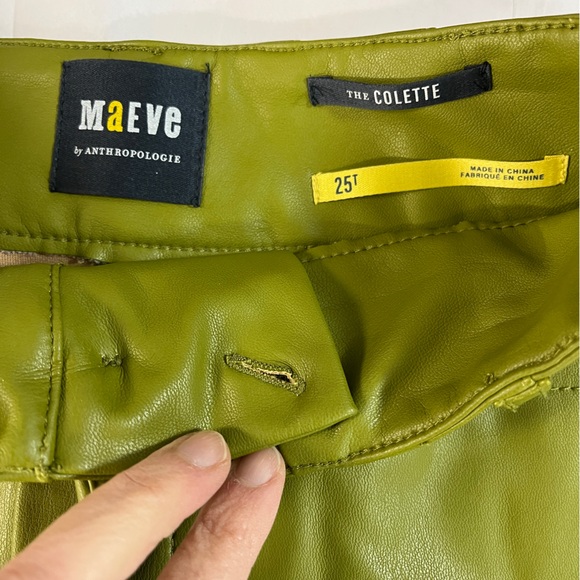 MaEVe
by ANTHROPOLOGIE
THE COLETTE
25T
MADE IN CHINA
FABRIQUÉ EN CHINE